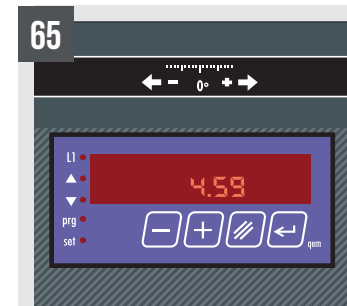 65
← - 0° + →
L1
4.59
▲
▼
prg
set
- + ← qem